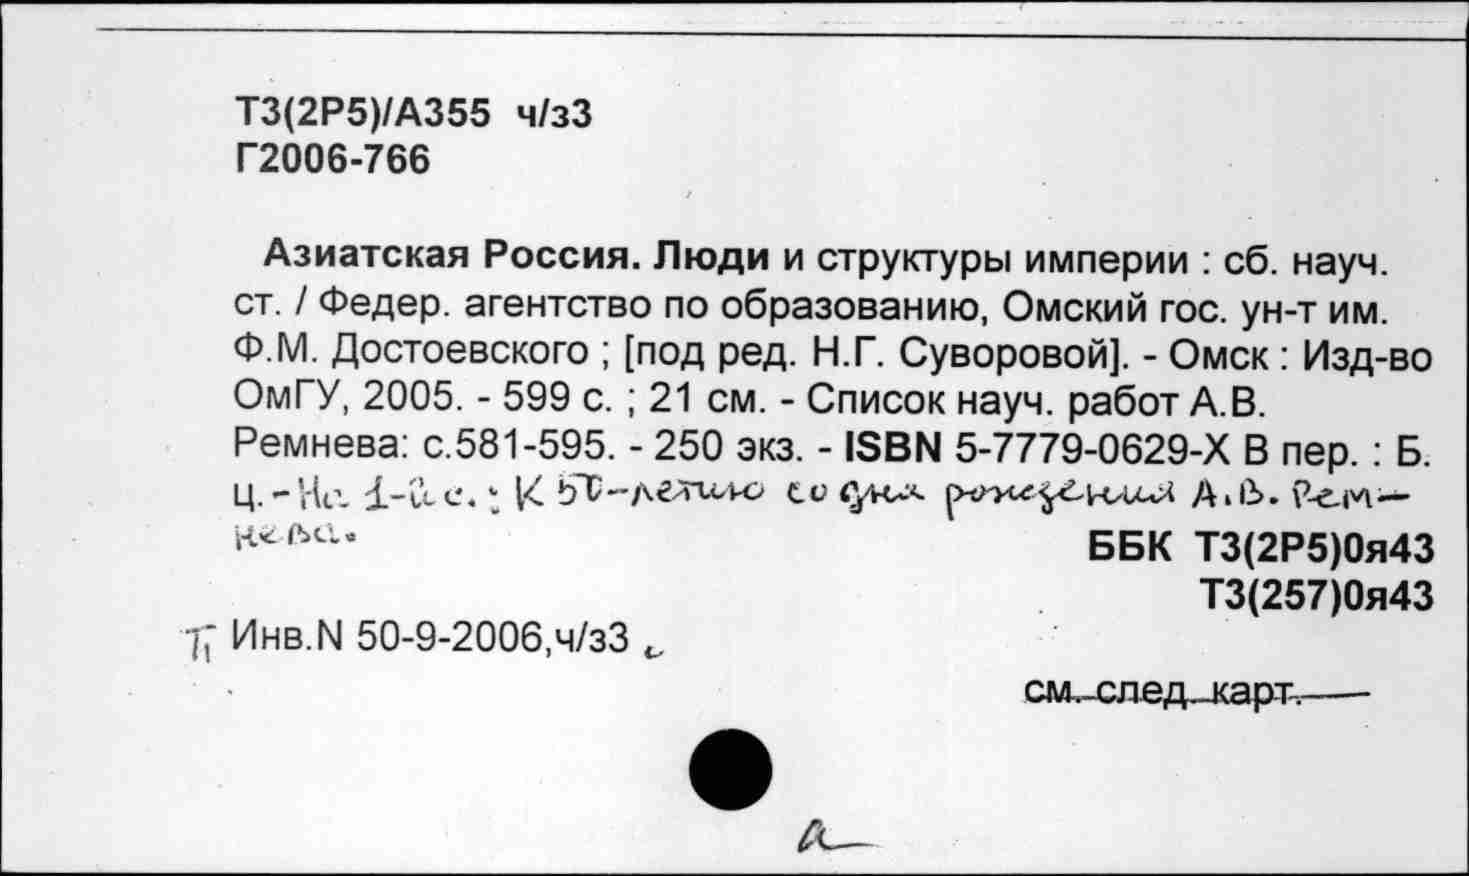 Т3(2Р5)/А355 ч/з3
Г2006-766
Азиатская Россия. Люди и структуры империи : сб. науч.
ст. / Федер. агентство по образованию, Омский гос. ун-т им.
Ф.М. Достоевского ; [под ред. Н.Г. Суворовой]. - Омск : Изд-во
ОмГУ, 2005. - 599 с. ; 21 см. - Список науч. работ А.В.
Ремнева: с.581-595. - 250 экз. - ISBN 5-7779-0629-X В пер. : Б.
ц. - На 1-й с. : К 50-летию со дня рождения А.В. Рем-
нева.
ББК Т3(2Р5)0я43
Т3(257)0я43
Инв.N 50-9-2006,ч/з3
см. след. карт.